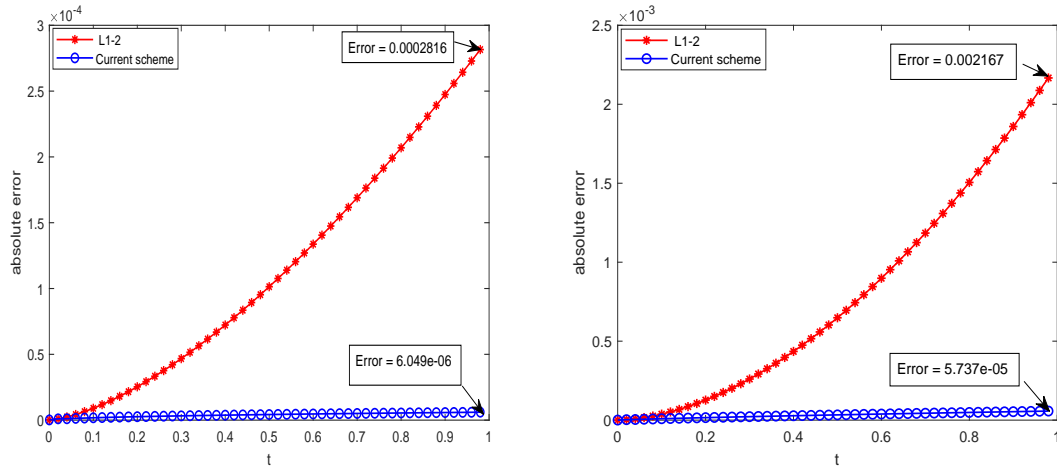 ×10⁻⁴
3
2.5
2
1.5
1
0.5
0
0 0.1 0.2 0.3 0.4 0.5 0.6 0.7 0.8 0.9 1
t
absolute error
L1-2
Current scheme
Error = 0.0002816
Error = 6.049e-06
×10⁻³
2.5
2
1.5
1
0.5
0
0 0.2 0.4 0.6 0.8 1
t
absolute error
L1-2
Current scheme
Error = 0.002167
Error = 5.737e-05